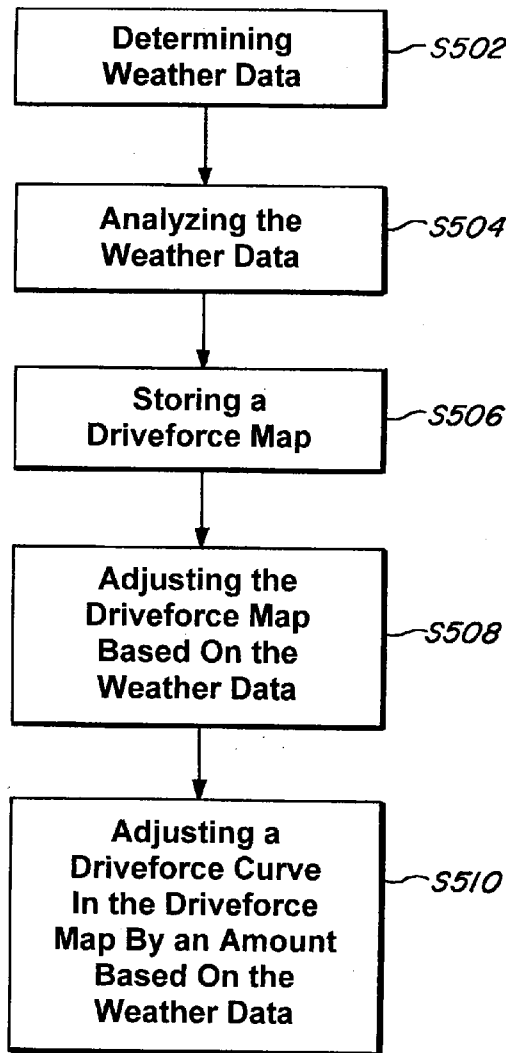 Determining
Weather Data
S502
Analyzing the
Weather Data
S504
Storing a
Driveforce Map
S506
Adjusting the
Driveforce Map
Based On the
Weather Data
S508
Adjusting a
Driveforce Curve
In the Driveforce
Map By an Amount
Based On the
Weather Data
S510